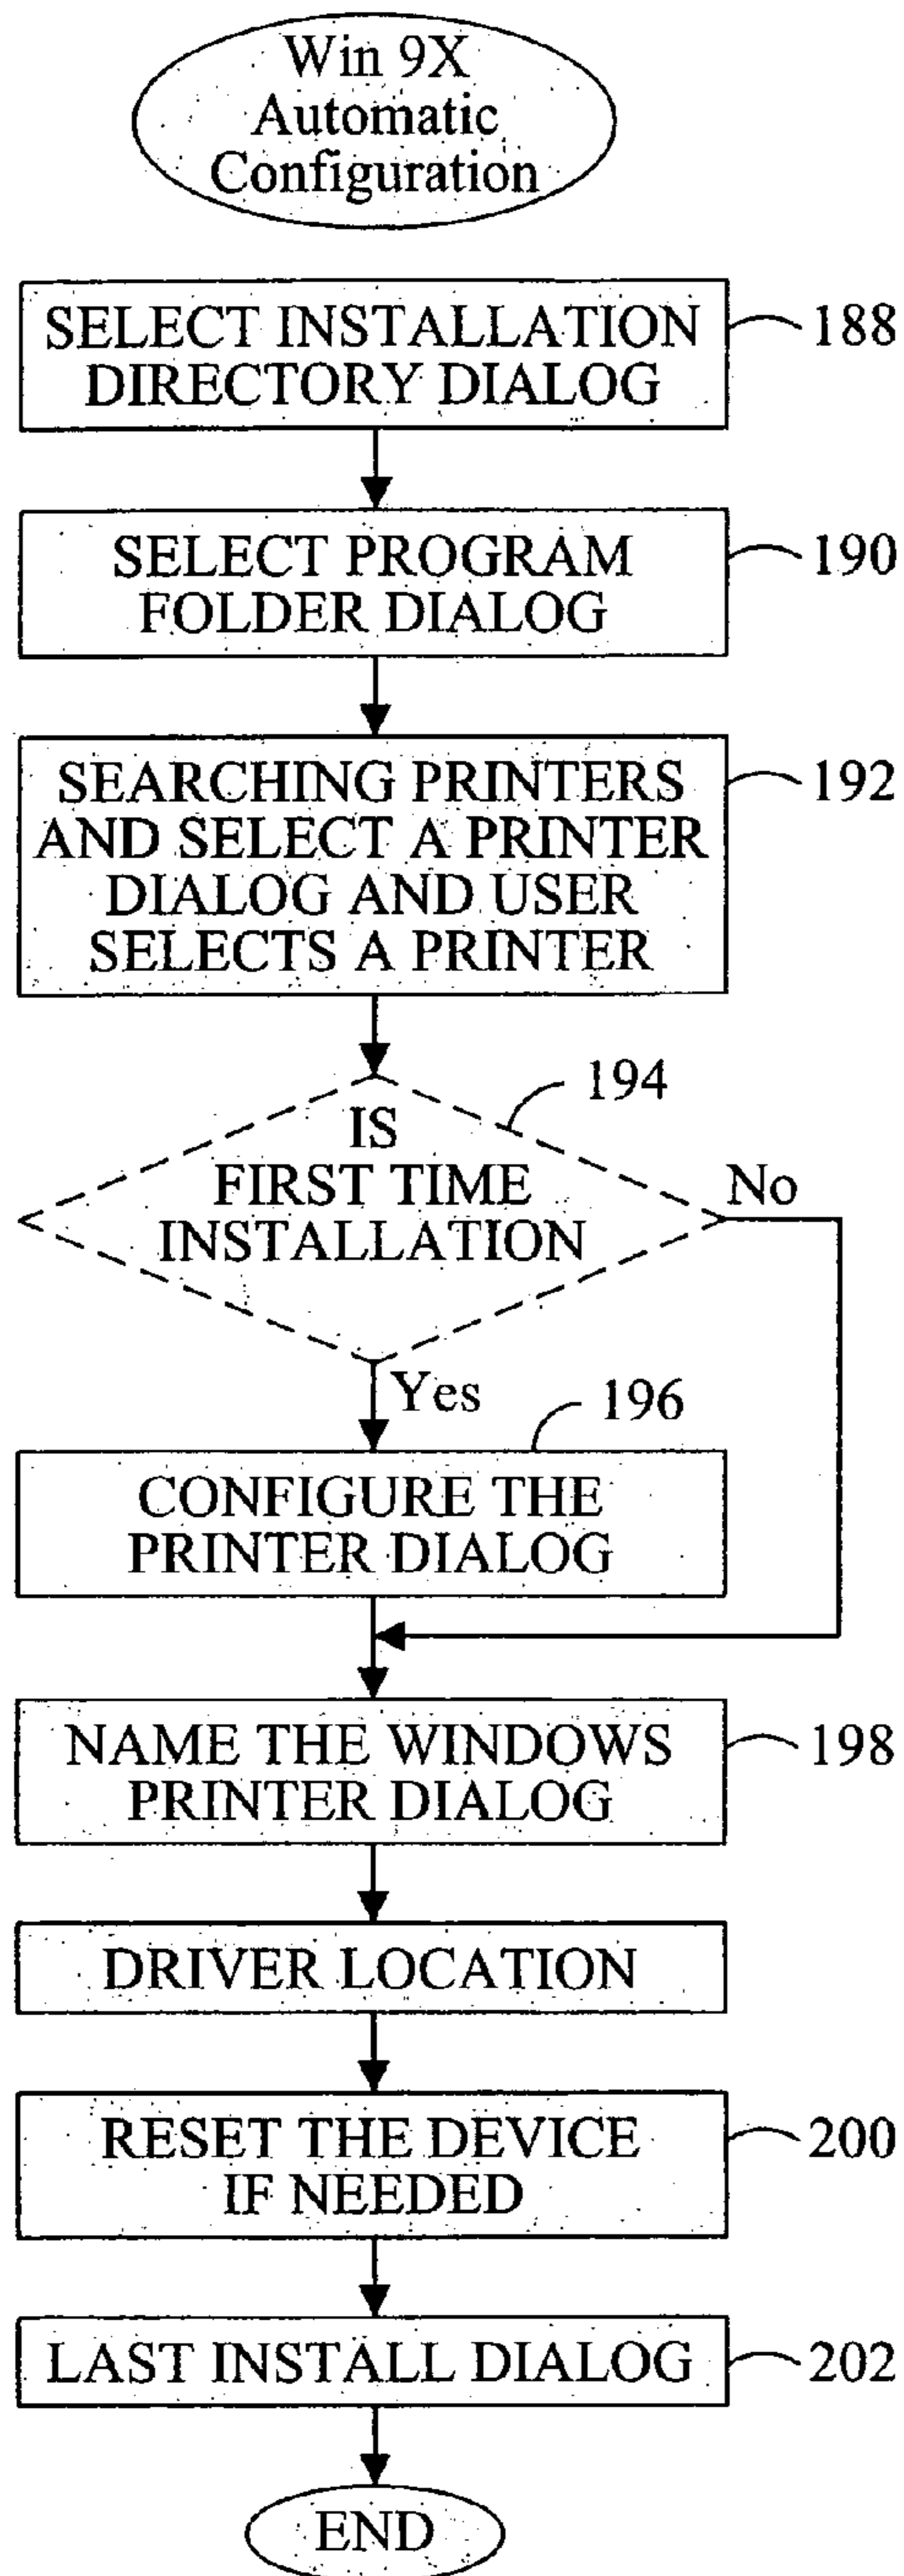 Win 9X
Automatic
Configuration
SELECT INSTALLATION
DIRECTORY DIALOG
188
SELECT PROGRAM
FOLDER DIALOG
190
SEARCHING PRINTERS
AND SELECT A PRINTER
DIALOG AND USER
SELECTS A PRINTER
192
194
IS
FIRST TIME
INSTALLATION
No
Yes
196
CONFIGURE THE
PRINTER DIALOG
NAME THE WINDOWS
PRINTER DIALOG
198
DRIVER LOCATION
RESET THE DEVICE
IF NEEDED
200
LAST INSTALL DIALOG
202
END